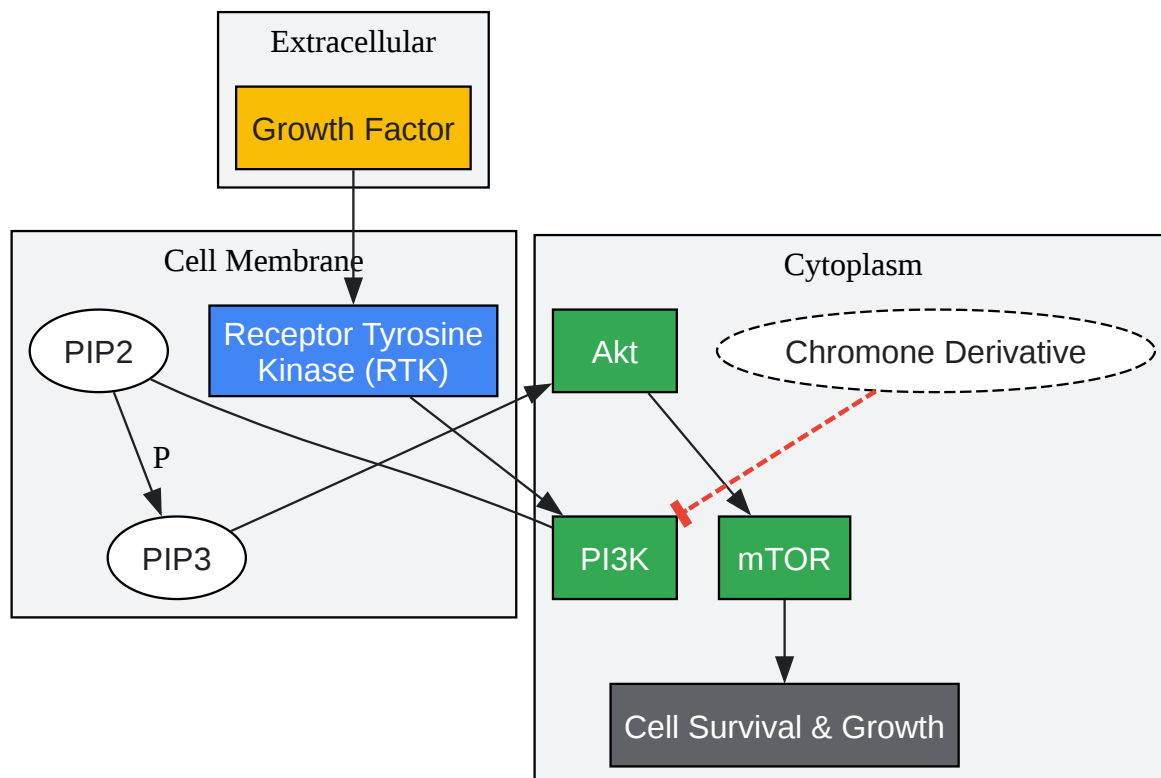 Extracellular
Growth Factor
Cell Membrane
Cytoplasm
PIP2
Receptor Tyrosine
Kinase (RTK)
Akt
Chromone Derivative
P
PIP3
PI3K
mTOR
Cell Survival & Growth